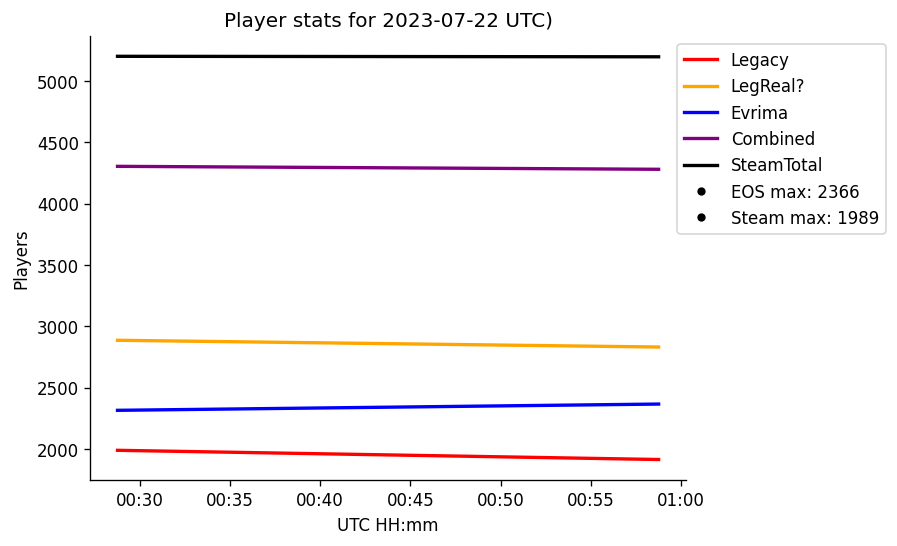 Player stats for 2023-07-22 UTC)
5000
4500
4000
3500
3000
2500
2000
Players
00:30 00:35 00:40 00:45 00:50 00:55 01:00
UTC HH:mm
Legacy
LegReal?
Evrima
Combined
SteamTotal
EOS max: 2366
Steam max: 1989